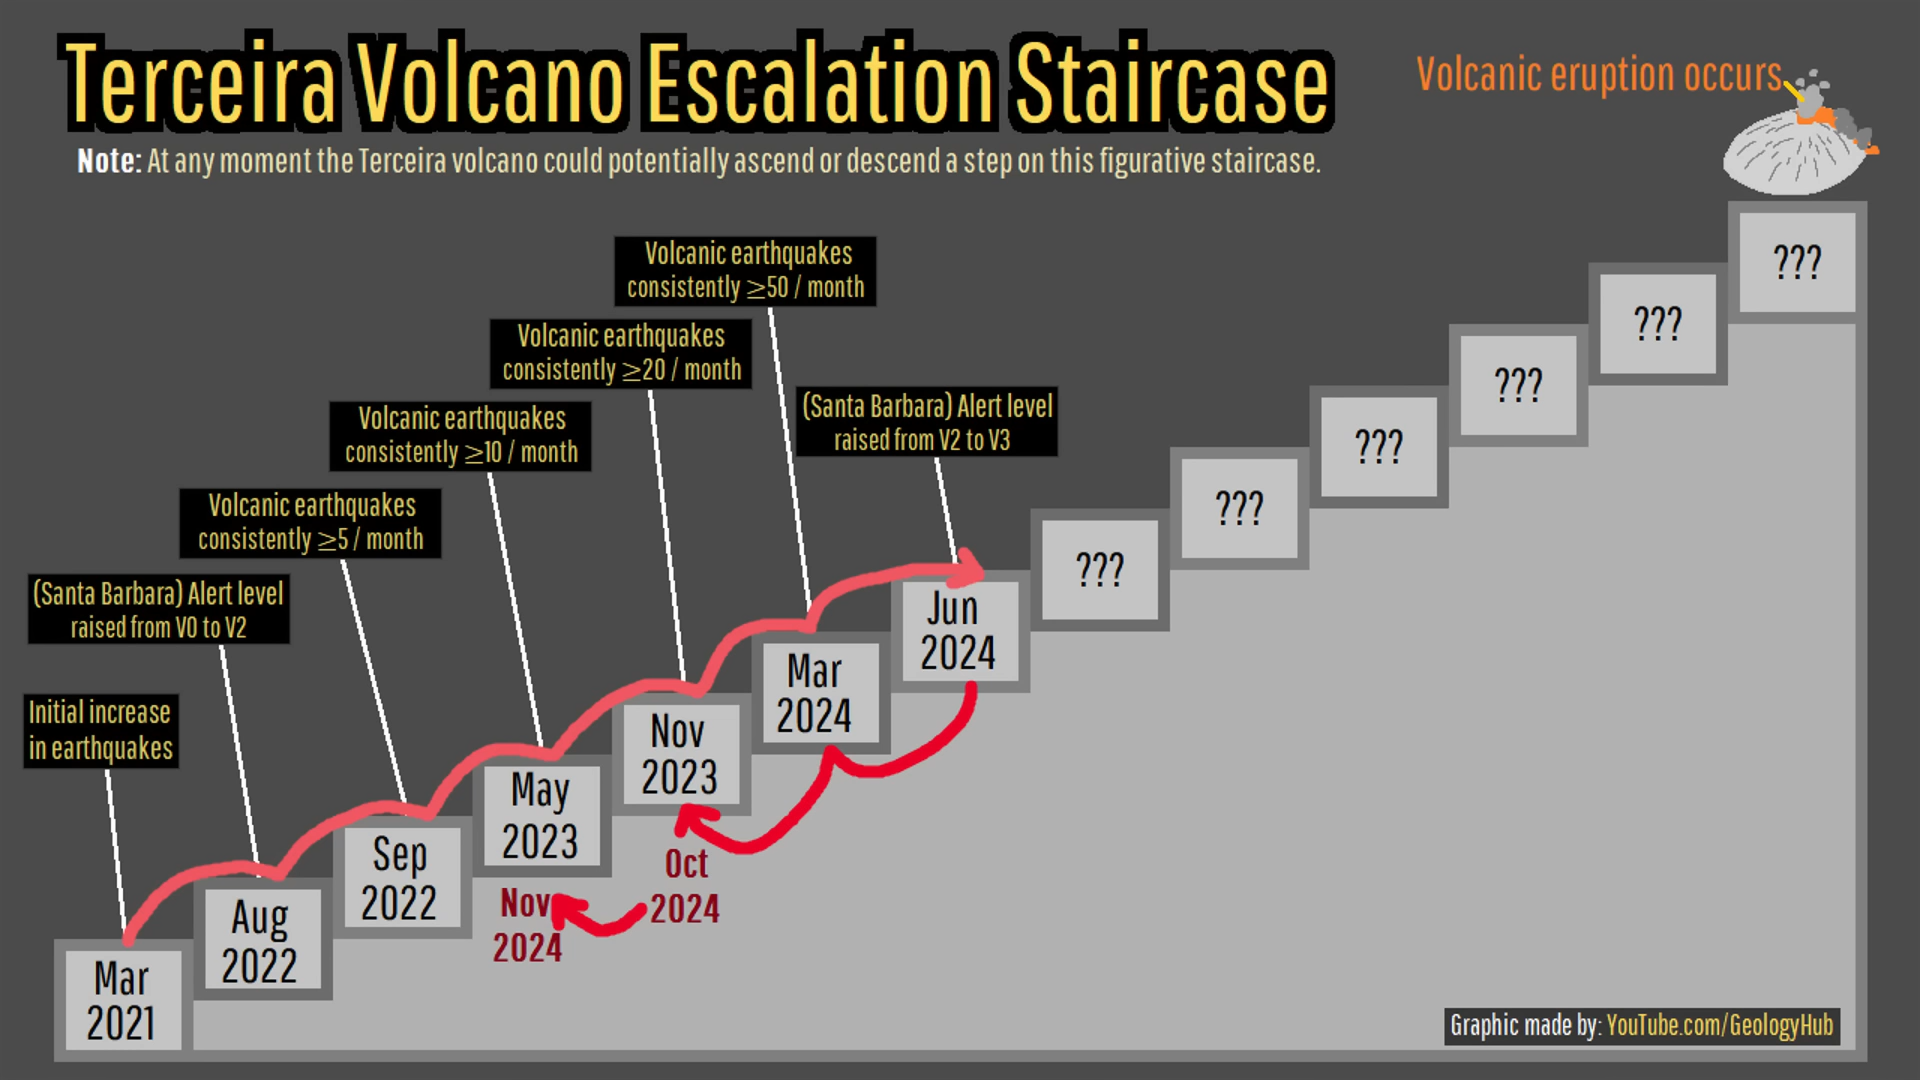 Terceira Volcano Escalation Staircase
Note: At any moment the Terceira volcano could potentially ascend or descend a step on this figurative staircase.
Volcanic eruption occurs
Volcanic earthquakes
consistently ≥50 / month
Volcanic earthquakes
consistently ≥20 / month
(Santa Barbara) Alert level
raised from V2 to V3
Volcanic earthquakes
consistently ≥10 / month
Volcanic earthquakes
consistently ≥5 / month
(Santa Barbara) Alert level
raised from V0 to V2
Initial increase
in earthquakes
Mar
2021
Aug
2022
Sep
2022
May
2023
Nov
2023
Mar
2024
Jun
2024
???
???
???
???
???
???
Oct
2024
Nov
2024
Graphic made by: YouTube.com/GeologyHub